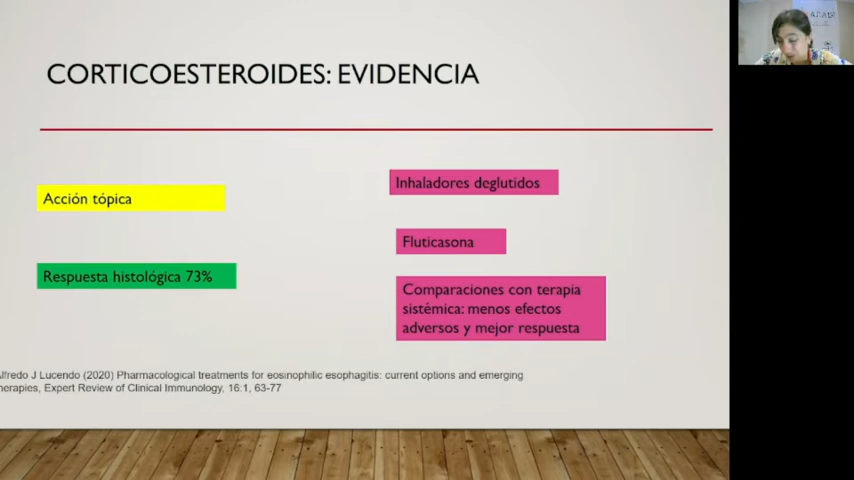 CORTICOESTEROIDES: EVIDENCIA
Acción tópica
Respuesta histológica 73%
Inhaladores deglutidos
Fluticasona
Comparaciones con terapia
sistémica: menos efectos
adversos y mejor respuesta
lfredo J Lucendo (2020) Pharmacological treatments for eosinophilic esophagitis: current options and emerging
herapies, Expert Review of Clinical Immunology, 16:1, 63-77